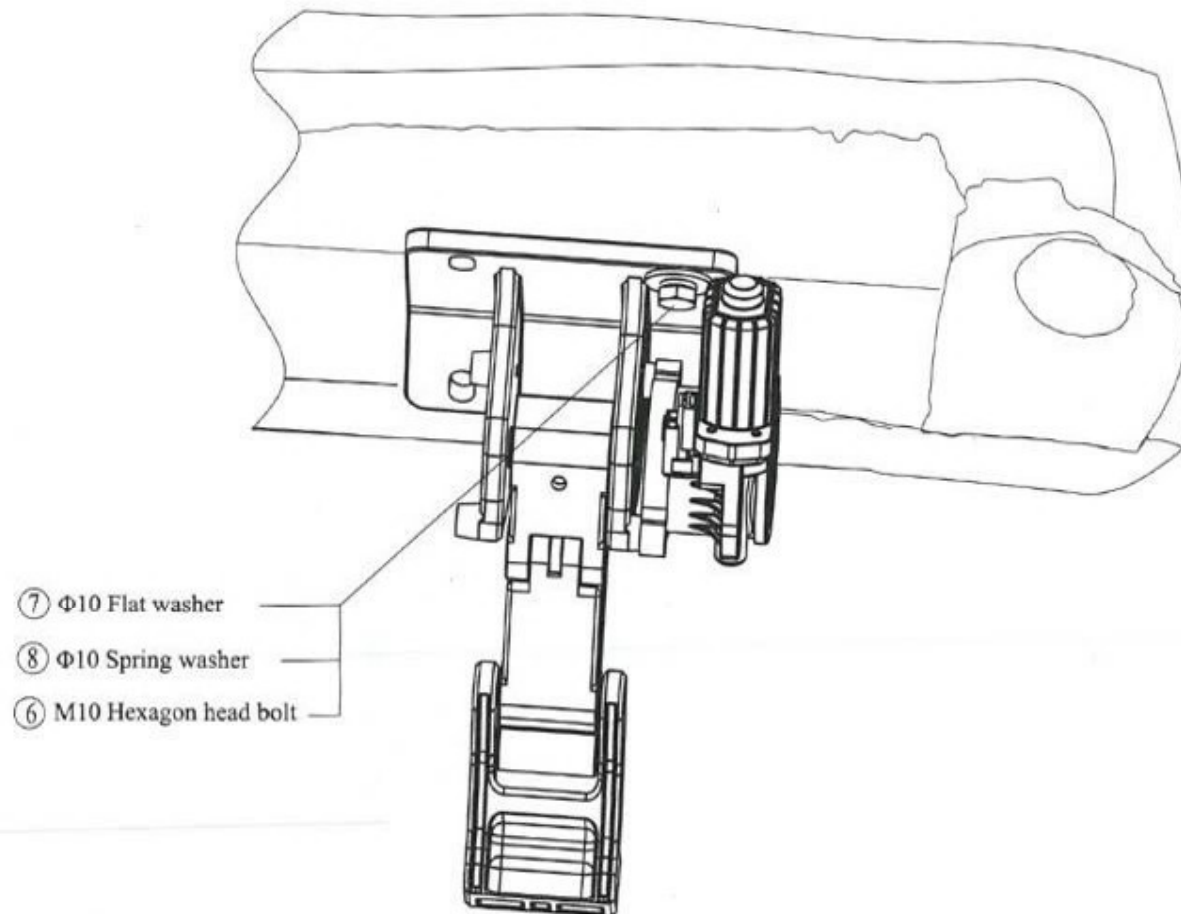 ⑦ Φ10 Flat washer
⑧ Φ10 Spring washer
⑥ M10 Hexagon head bolt